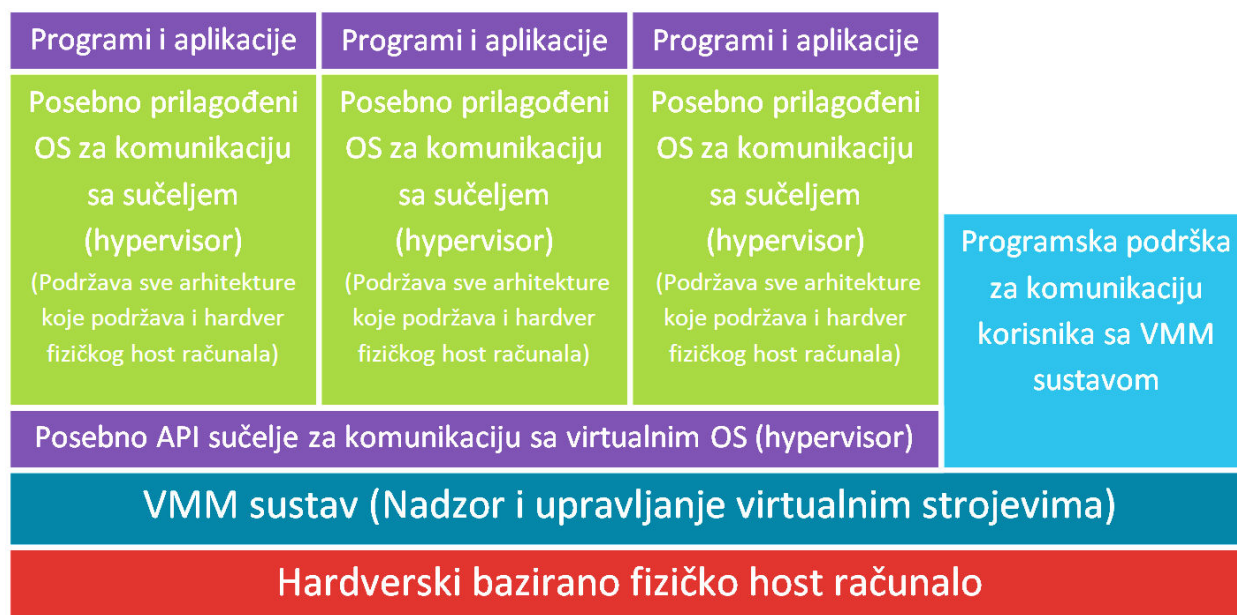 Programi i aplikacije
Programi i aplikacije
Programi i aplikacije
Posebno prilagođeni
OS za komunikaciju
sa sučeljem
(hypervisor)
(Podržava sve arhitekture
koje podržava i hardver
fizičkog host računala)
Posebno prilagođeni
OS za komunikaciju
sa sučeljem
(hypervisor)
(Podržava sve arhitekture
koje podržava i hardver
fizičkog host računala)
Posebno prilagođeni
OS za komunikaciju
sa sučeljem
(hypervisor)
(Podržava sve arhitekture
koje podržava i hardver
fizičkog host računala)
Programska podrška
za komunikaciju
korisnika sa VMM
sustavom
Posebno API sučelje za komunikaciju sa virtualnim OS (hypervisor)
VMM sustav (Nadzor i upravljanje virtualnim strojevima)
Hardverski bazirano fizičko host računalo